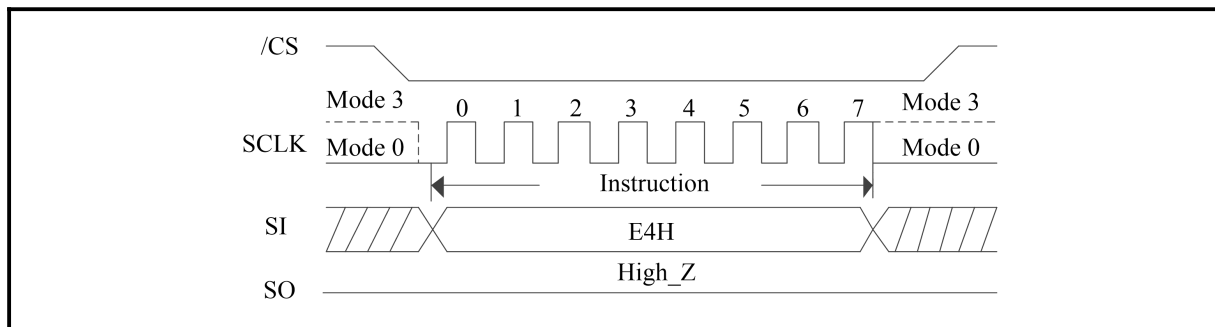 /CS
Mode 3 0 1 2 3 4 5 6 7 Mode 3
SCLK Mode 0 Mode 0
Instruction
SI E4H
High_Z
SO